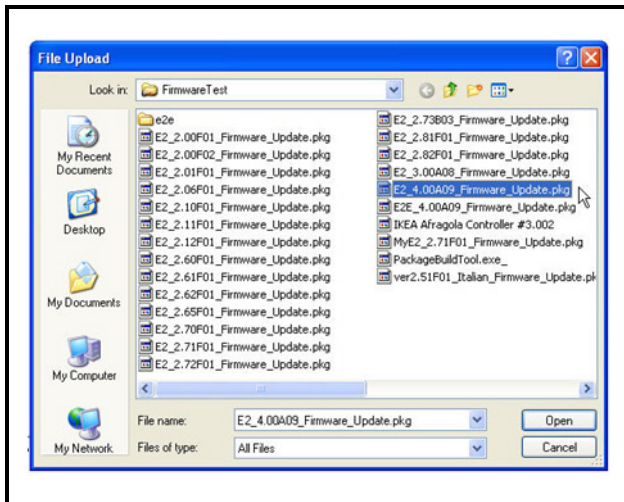 File Upload
Look in:
FirmwareTest
My Recent
Documents
Desktop
My Documents
My Computer
My Network
e2e
E2_2.00F01_Firmware_Update.pkg
E2_2.00F02_Firmware_Update.pkg
E2_2.01F01_Firmware_Update.pkg
E2_2.06F01_Firmware_Update.pkg
E2_2.10F01_Firmware_Update.pkg
E2_2.11F01_Firmware_Update.pkg
E2_2.12F01_Firmware_Update.pkg
E2_2.60F01_Firmware_Update.pkg
E2_2.61F01_Firmware_Update.pkg
E2_2.62F01_Firmware_Update.pkg
E2_2.65F01_Firmware_Update.pkg
E2_2.70F01_Firmware_Update.pkg
E2_2.71F01_Firmware_Update.pkg
E2_2.72F01_Firmware_Update.pkg
E2_2.73B03_Firmware_Update.pkg
E2_2.81F01_Firmware_Update.pkg
E2_2.82F01_Firmware_Update.pkg
E2_3.00A08_Firmware_Update.pkg
E2_4.00A09_Firmware_Update.pkg
E2E_4.00A09_Firmware_Update.pkg
IKEA Afragola Controller #3.002
MyE2_2.71F01_Firmware_Update.pkg
PackageBuildTool.exe_
ver2.51F01_Italian_Firmware_Update.pk
File name:
E2_4.00A09_Firmware_Update.pkg
Open
Files of type:
All Files
Cancel